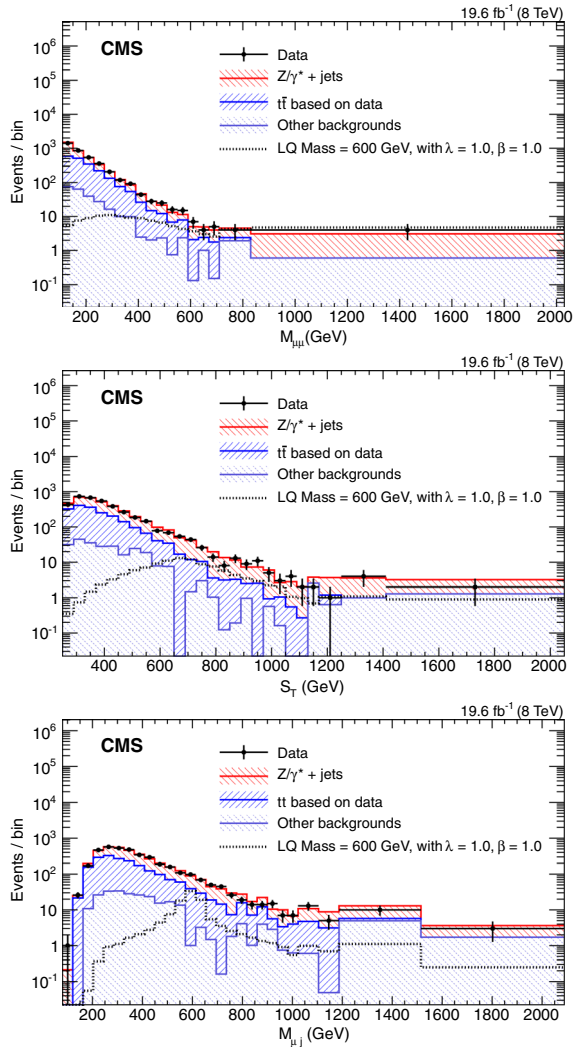 19.6 fb⁻¹ (8 TeV)
CMS
Data
Z/γ* + jets
tt̄ based on data
Other backgrounds
LQ Mass = 600 GeV, with λ = 1.0, β = 1.0
Events / bin
10⁶
10⁵
10⁴
10³
10²
10
1
10⁻¹
200 400 600 800 1000 1200 1400 1600 1800 2000
M_μμ(GeV)
19.6 fb⁻¹ (8 TeV)
CMS
Data
Z/γ* + jets
tt̄ based on data
Other backgrounds
LQ Mass = 600 GeV, with λ = 1.0, β = 1.0
Events / bin
10⁶
10⁵
10⁴
10³
10²
10
1
10⁻¹
400 600 800 1000 1200 1400 1600 1800 2000
S_T (GeV)
19.6 fb⁻¹ (8 TeV)
CMS
Data
Z/γ* + jets
tt based on data
Other backgrounds
LQ Mass = 600 GeV, with λ = 1.0, β = 1.0
Events / bin
10⁶
10⁵
10⁴
10³
10²
10
1
10⁻¹
200 400 600 800 1000 1200 1400 1600 1800 2000
M_μ j (GeV)